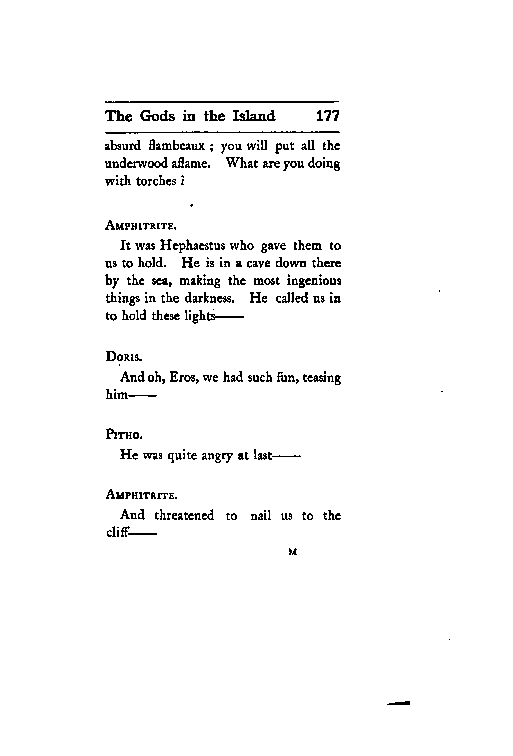 The Gods in the Island 177
absurd flambeaux ; you will put all the
underwood aflame. What are you doing
with torches ?
AMPHITRITE.
It was Hephaestus who gave them to
us to hold. He is in a cave down there
by the sea, making the most ingenious
things in the darkness. He called us in
to hold these lights——
DORIS.
And oh, Eros, we had such fun, teasing
him——
PITHO.
He was quite angry at last——
AMPHITRITE.
And threatened to nail us to the
cliff——
M